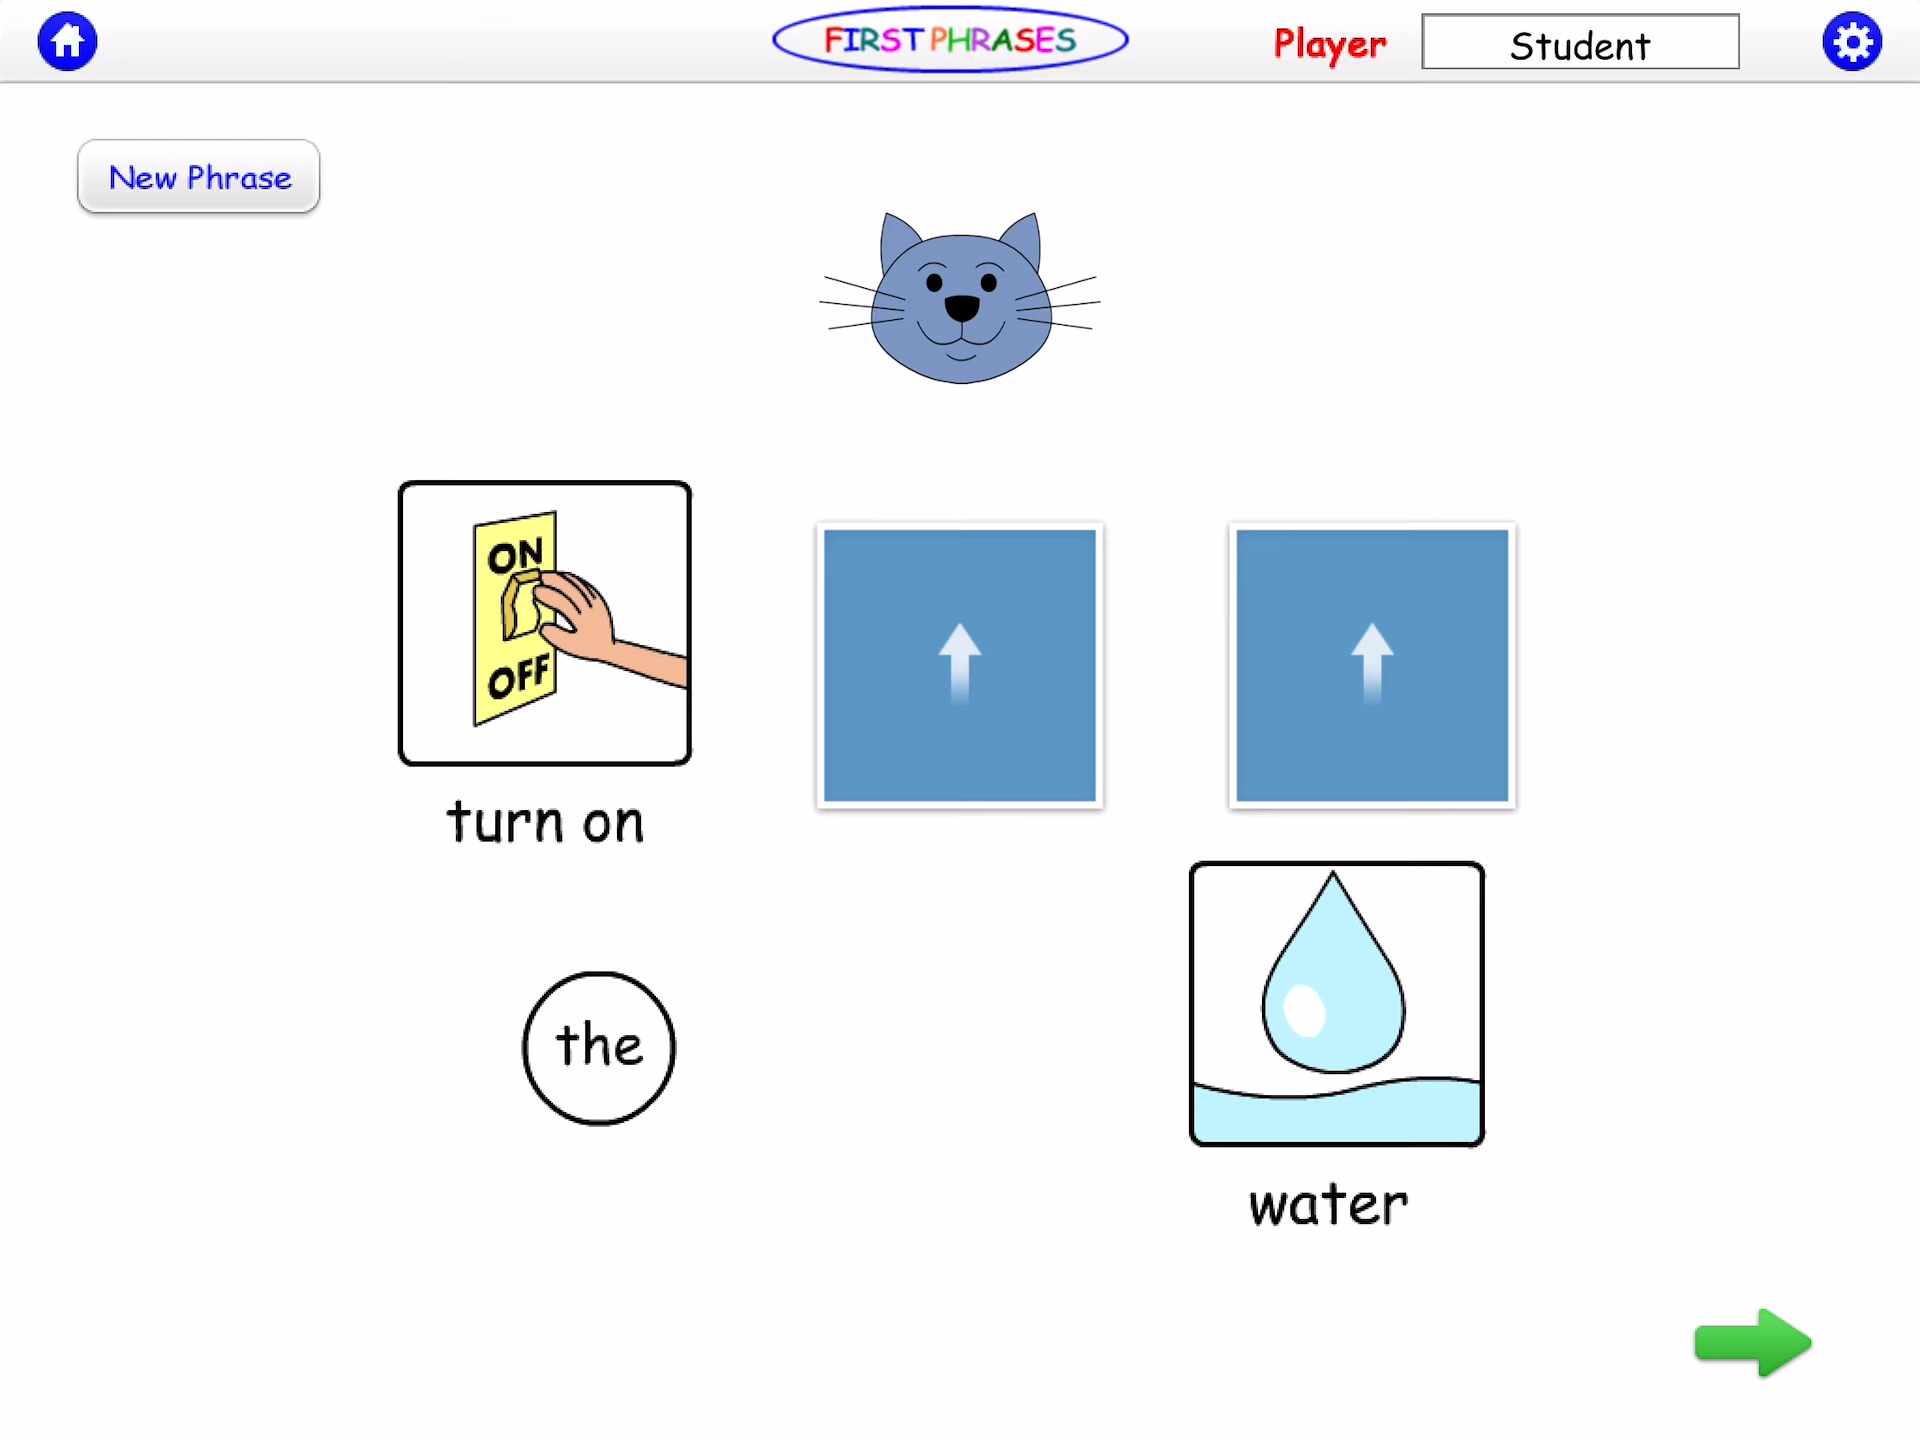 FIRST PHRASES
Player
Student
New Phrase
ON
OFF
turn on
the
water